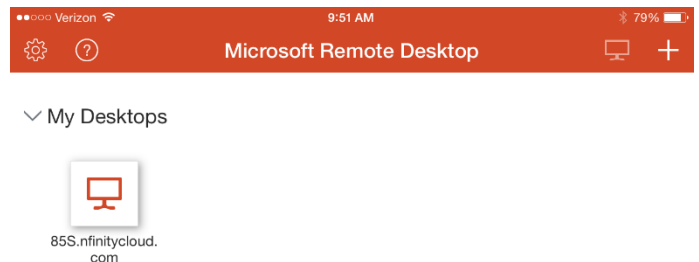 Verizon 9:51 AM 79%
? Microsoft Remote Desktop +
My Desktops
85S.nfinitycloud.
com